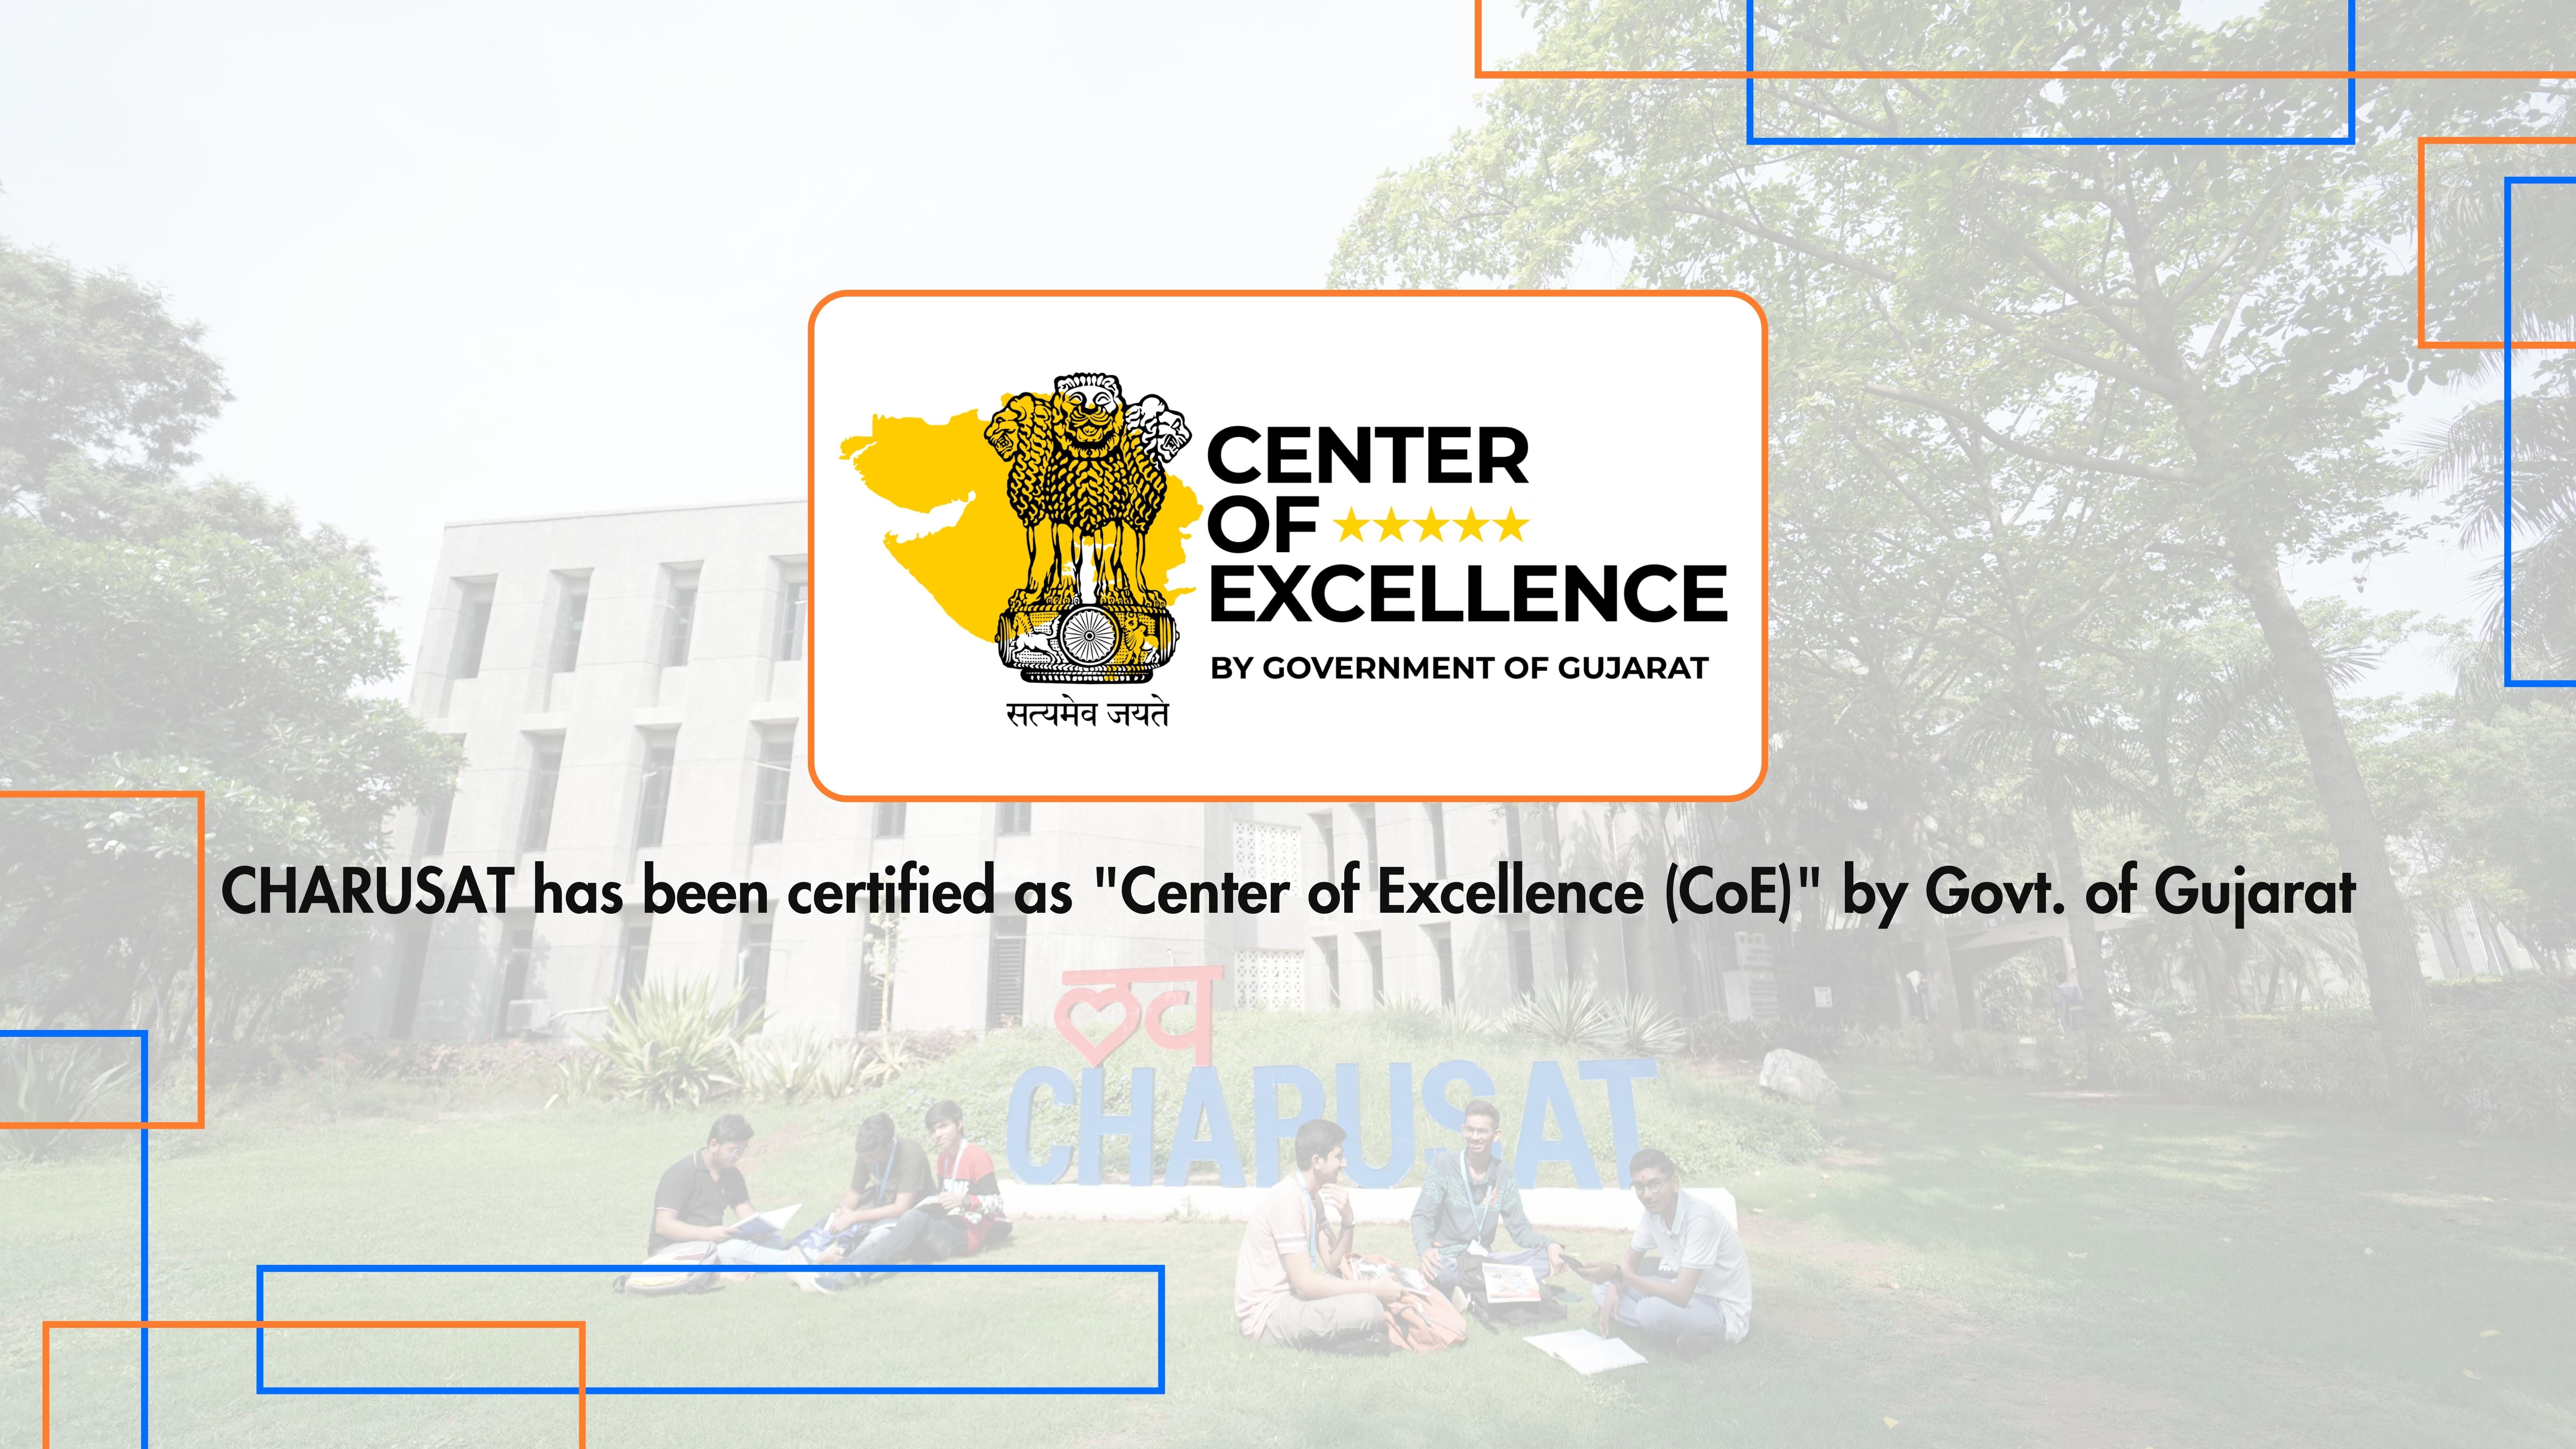 CENTER
OF
EXCELLENCE
BY GOVERNMENT OF GUJARAT
सत्यमेव जयते
CHARUSAT has been certified as "Center of Excellence (CoE)" by Govt. of Gujarat
लव
CHARUSAT